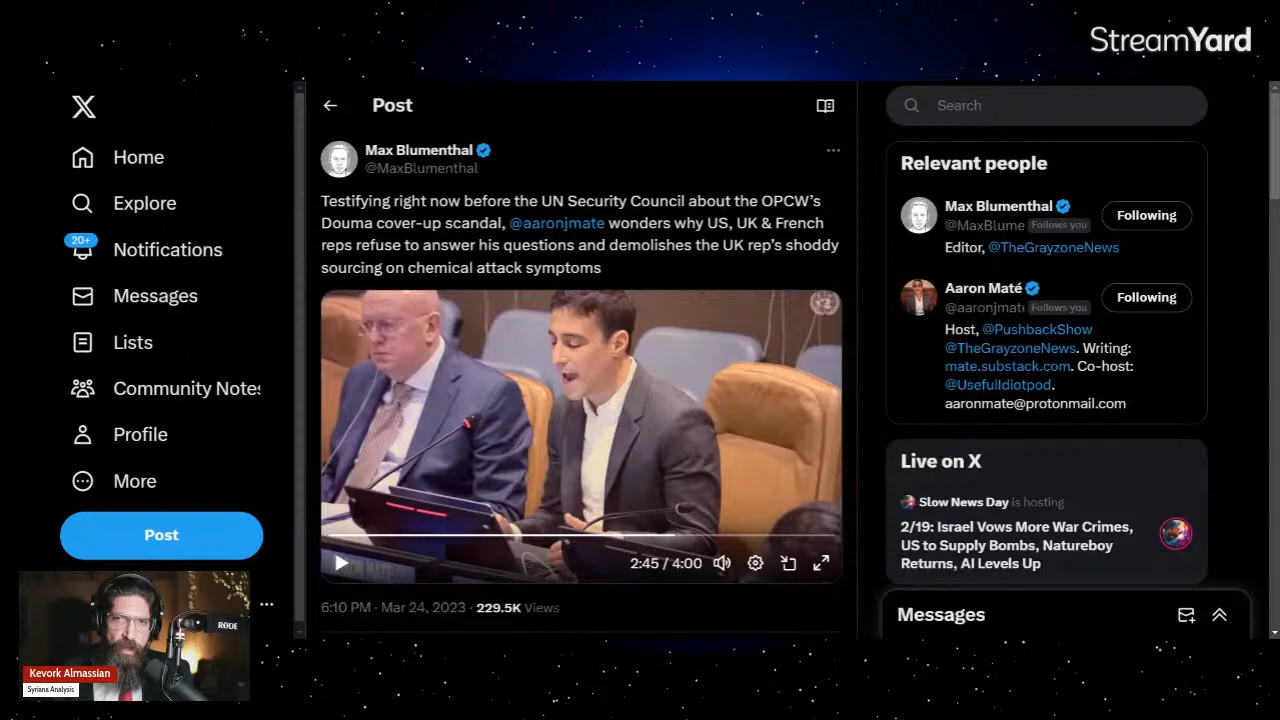 StreamYard
Home
Explore
20+
Notifications
Messages
Lists
Community Notes
Profile
More
Post
Kevork Almassian
Syriana Analysis
RØDE
Post
Max Blumenthal
@MaxBlumenthal
Testifying right now before the UN Security Council about the OPCW’s
Douma cover-up scandal, @aaronjmate wonders why US, UK & French
reps refuse to answer his questions and demolishes the UK rep’s shoddy
sourcing on chemical attack symptoms
2:45 / 4:00
6:10 PM · Mar 24, 2023 · 229.5K Views
Search
Relevant people
Max Blumenthal
@MaxBlume Follows you
Following
Editor, @TheGrayzoneNews
Aaron Maté
@aaronjmate Follows you
Following
Host, @PushbackShow
@TheGrayzoneNews. Writing:
mate.substack.com. Co-host:
@UsefulIdiotpod.
aaronmate@protonmail.com
Live on X
Slow News Day is hosting
2/19: Israel Vows More War Crimes,
US to Supply Bombs, Natureboy
Returns, AI Levels Up
Messages